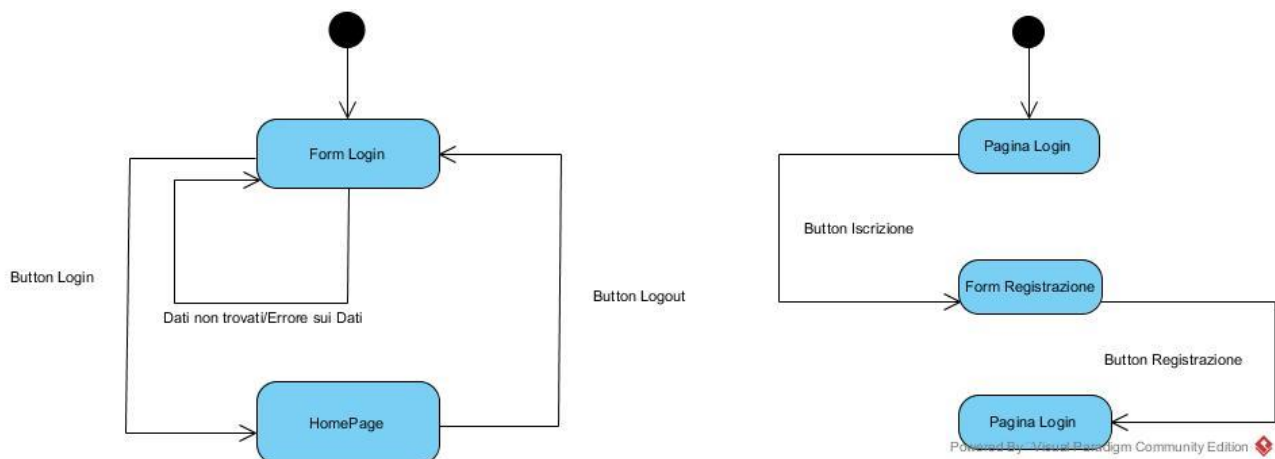 Form Login
Button Login
Dati non trovati/Errore sui Dati
Button Logout
HomePage
Pagina Login
Button Iscrizione
Form Registrazione
Button Registrazione
Pagina Login
Powered By Visual Paradigm Community Edition